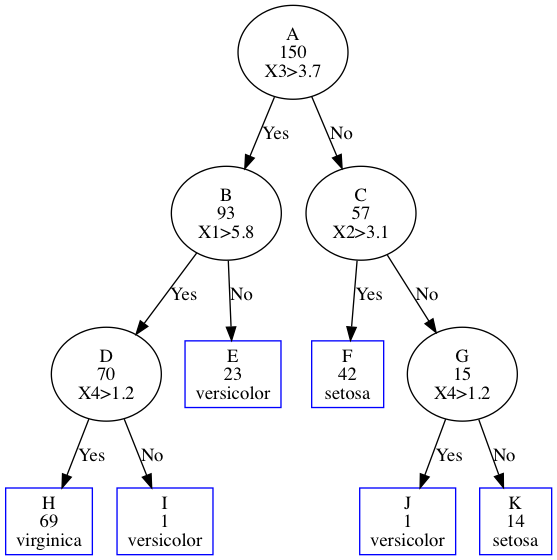 A
150
X3>3.7
Yes
No
B
93
X1>5.8
C
57
X2>3.1
Yes
No
Yes
No
D
70
X4>1.2
E
23
versicolor
F
42
setosa
G
15
X4>1.2
Yes
No
Yes
No
H
69
virginica
I
1
versicolor
J
1
versicolor
K
14
setosa